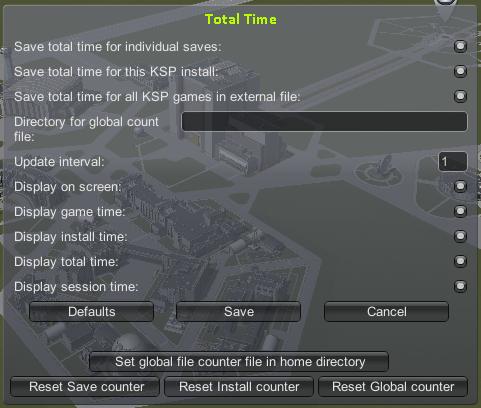 Total Time
Save total time for individual saves:
Save total time for this KSP install:
Save total time for all KSP games in external file:
Directory for global count
file:
Update interval: 1
Display on screen:
Display game time:
Display install time:
Display total time:
Display session time:
Defaults Save Cancel
Set global file counter file in home directory
Reset Save counter Reset Install counter Reset Global counter